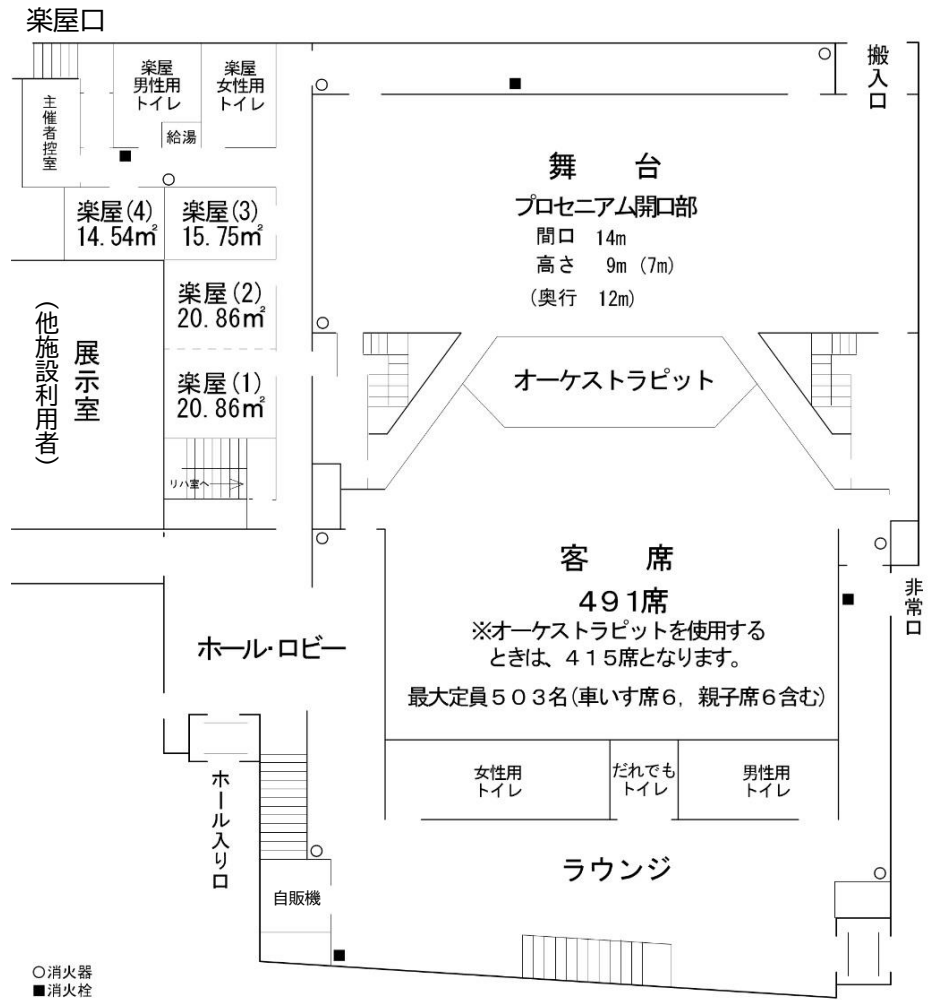 楽屋口
楽屋
男性用
トイレ
楽屋
女性用
トイレ
搬入口
主催者控室
給湯
舞 台
プロセニアム開口部
間口 14m
高さ 9m (7m)
(奥行 12m)
楽屋(4)
14.54㎡
楽屋(3)
15.75㎡
楽屋(2)
20.86㎡
楽屋(1)
20.86㎡
展示室
(他施設利用者)
オーケストラピット
リハ室へ
客 席
491席
※オーケストラピットを使用する
ときは、415席となります。
最大定員503名(車いす席6, 親子席6含む)
非常口
ホール・ロビー
女性用
トイレ
だれでも
トイレ
男性用
トイレ
ホール入り口
ラウンジ
自販機
○消火器
■消火栓